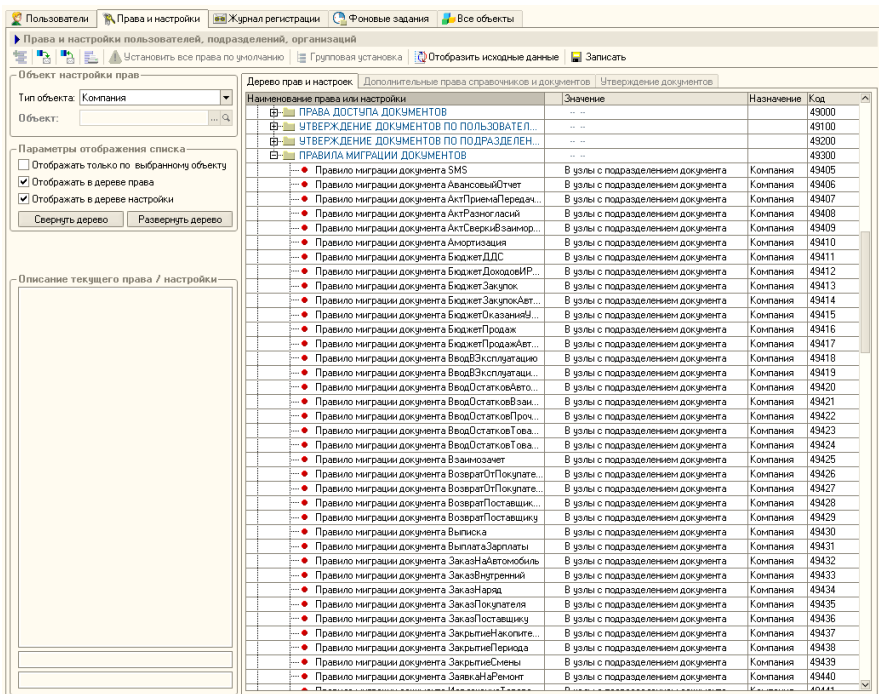 Пользователи Права и настройки Журнал регистрации Фоновые задания Все объекты
Права и настройки пользователей, подразделений, организаций
Установить все права по умолчанию Групповая установка Отобразить исходные данные Записать
Объект настройки прав
Тип объекта: Компания
Объект:
Параметры отображения списка
Отображать только по выбранному объекту
Отображать в дереве права
Отображать в дереве настройки
Свернуть дерево Развернуть дерево
Описание текущего права / настройки
Дерево прав и настроек Дополнительные права справочников и документов Утверждение документов
Наименование права или настройки Значение Назначение Код
ПРАВА ДОСТУПА ДОКУМЕНТОВ -- -- 49000
УТВЕРЖДЕНИЕ ДОКУМЕНТОВ ПО ПОЛЬЗОВАТЕЛ... -- -- 49100
УТВЕРЖДЕНИЕ ДОКУМЕНТОВ ПО ПОДРАЗДЕЛЕН... -- -- 49200
ПРАВИЛА МИГРАЦИИ ДОКУМЕНТОВ -- -- 49300
Правило миграции документа SMS В узлы с подразделением документа Компания 49405
Правило миграции документа АвансовыйОтчет В узлы с подразделением документа Компания 49406
Правило миграции документа АктПриемаПередач... В узлы с подразделением документа Компания 49407
Правило миграции документа АктРазногласий В узлы с подразделением документа Компания 49408
Правило миграции документа АктСверкиВзаимор... В узлы с подразделением документа Компания 49409
Правило миграции документа Амортизация В узлы с подразделением документа Компания 49410
Правило миграции документа БюджетДДС В узлы с подразделением документа Компания 49411
Правило миграции документа БюджетДоходовИР... В узлы с подразделением документа Компания 49412
Правило миграции документа БюджетЗакупок В узлы с подразделением документа Компания 49413
Правило миграции документа БюджетЗакупокАвт... В узлы с подразделением документа Компания 49414
Правило миграции документа БюджетОказанияУ... В узлы с подразделением документа Компания 49415
Правило миграции документа БюджетПродаж В узлы с подразделением документа Компания 49416
Правило миграции документа БюджетПродажАвт... В узлы с подразделением документа Компания 49417
Правило миграции документа ВводВЭксплуатацию В узлы с подразделением документа Компания 49418
Правило миграции документа ВводВЭксплуатаци... В узлы с подразделением документа Компания 49419
Правило миграции документа ВводОстатковАвто... В узлы с подразделением документа Компания 49420
Правило миграции документа ВводОстатковВзаи... В узлы с подразделением документа Компания 49421
Правило миграции документа ВводОстатковПроч... В узлы с подразделением документа Компания 49422
Правило миграции документа ВводОстатковТова... В узлы с подразделением документа Компания 49423
Правило миграции документа ВводОстатковТова... В узлы с подразделением документа Компания 49424
Правило миграции документа Взаимозачет В узлы с подразделением документа Компания 49425
Правило миграции документа ВозвратОтПокупате... В узлы с подразделением документа Компания 49426
Правило миграции документа ВозвратОтПокупате... В узлы с подразделением документа Компания 49427
Правило миграции документа ВозвратПоставщик... В узлы с подразделением документа Компания 49428
Правило миграции документа ВозвратПоставщику В узлы с подразделением документа Компания 49429
Правило миграции документа Выписка В узлы с подразделением документа Компания 49430
Правило миграции документа ВыплатаЗарплаты В узлы с подразделением документа Компания 49431
Правило миграции документа ЗаказНаАвтомобиль В узлы с подразделением документа Компания 49432
Правило миграции документа ЗаказВнутренний В узлы с подразделением документа Компания 49433
Правило миграции документа ЗаказНаряд В узлы с подразделением документа Компания 49434
Правило миграции документа ЗаказПокупателя В узлы с подразделением документа Компания 49435
Правило миграции документа ЗаказПоставщику В узлы с подразделением документа Компания 49436
Правило миграции документа ЗакрытиеНакопите... В узлы с подразделением документа Компания 49437
Правило миграции документа ЗакрытиеПериода В узлы с подразделением документа Компания 49438
Правило миграции документа ЗакрытиеСмены В узлы с подразделением документа Компания 49439
Правило миграции документа ЗаявкаНаРемонт В узлы с подразделением документа Компания 49440